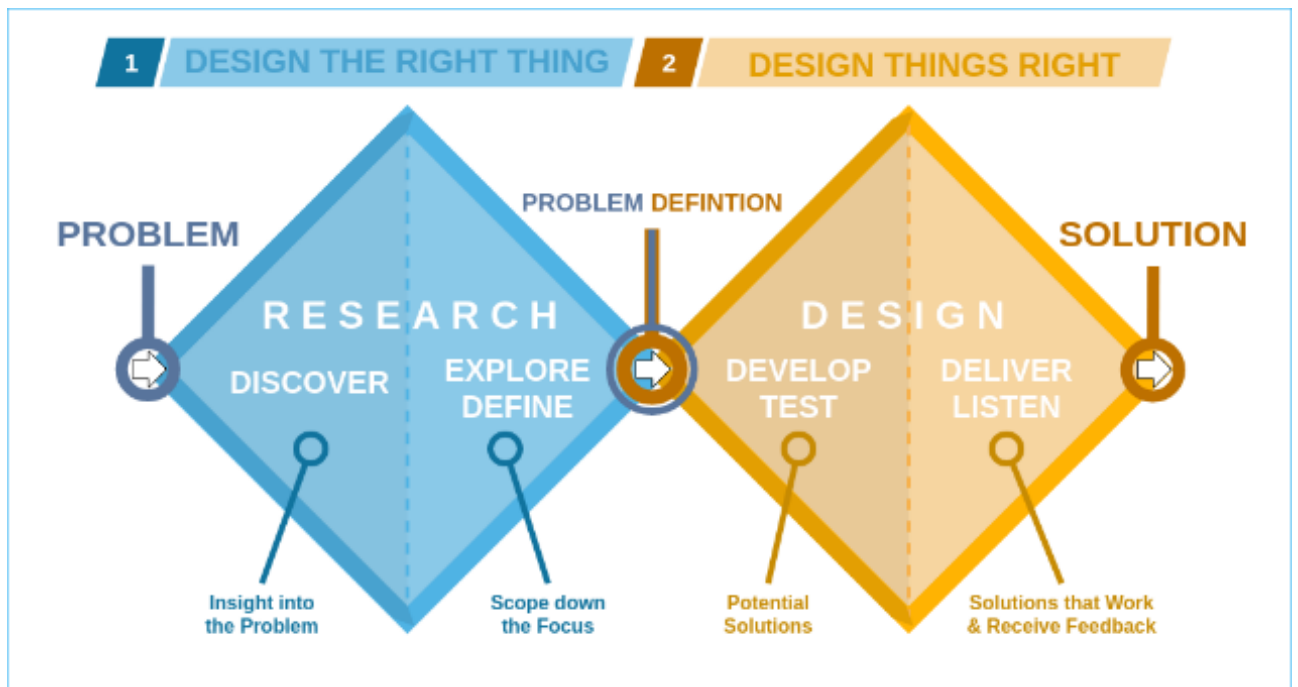 1 DESIGN THE RIGHT THING 2 DESIGN THINGS RIGHT
PROBLEM DEFINTION
PROBLEM
SOLUTION
RESEARCH
DESIGN
DISCOVER
EXPLORE
DEFINE
DEVELOP
TEST
DELIVER
LISTEN
Insight into
the Problem
Scope down
the Focus
Potential
Solutions
Solutions that Work
& Receive Feedback